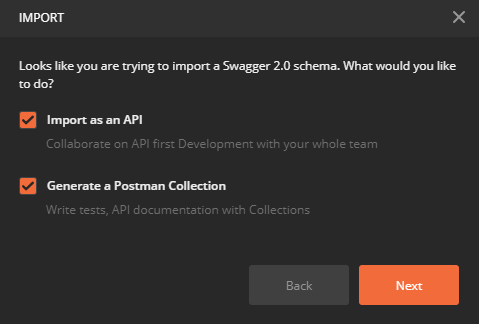 IMPORT
Looks like you are trying to import a Swagger 2.0 schema. What would you like
to do?
Import as an API
Collaborate on API first Development with your whole team
Generate a Postman Collection
Write tests, API documentation with Collections
Back
Next